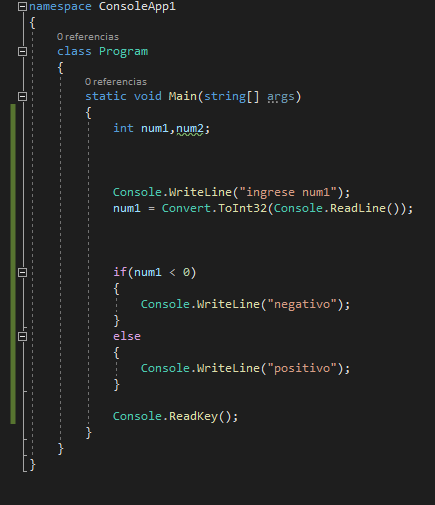 namespace ConsoleApp1
{
0 referencias
class Program
{
0 referencias
static void Main(string[] args)
{
int num1,num2;
Console.WriteLine("ingrese num1");
num1 = Convert.ToInt32(Console.ReadLine());
if(num1 < 0)
{
Console.WriteLine("negativo");
}
else
{
Console.WriteLine("positivo");
}
Console.ReadKey();
}
}
}